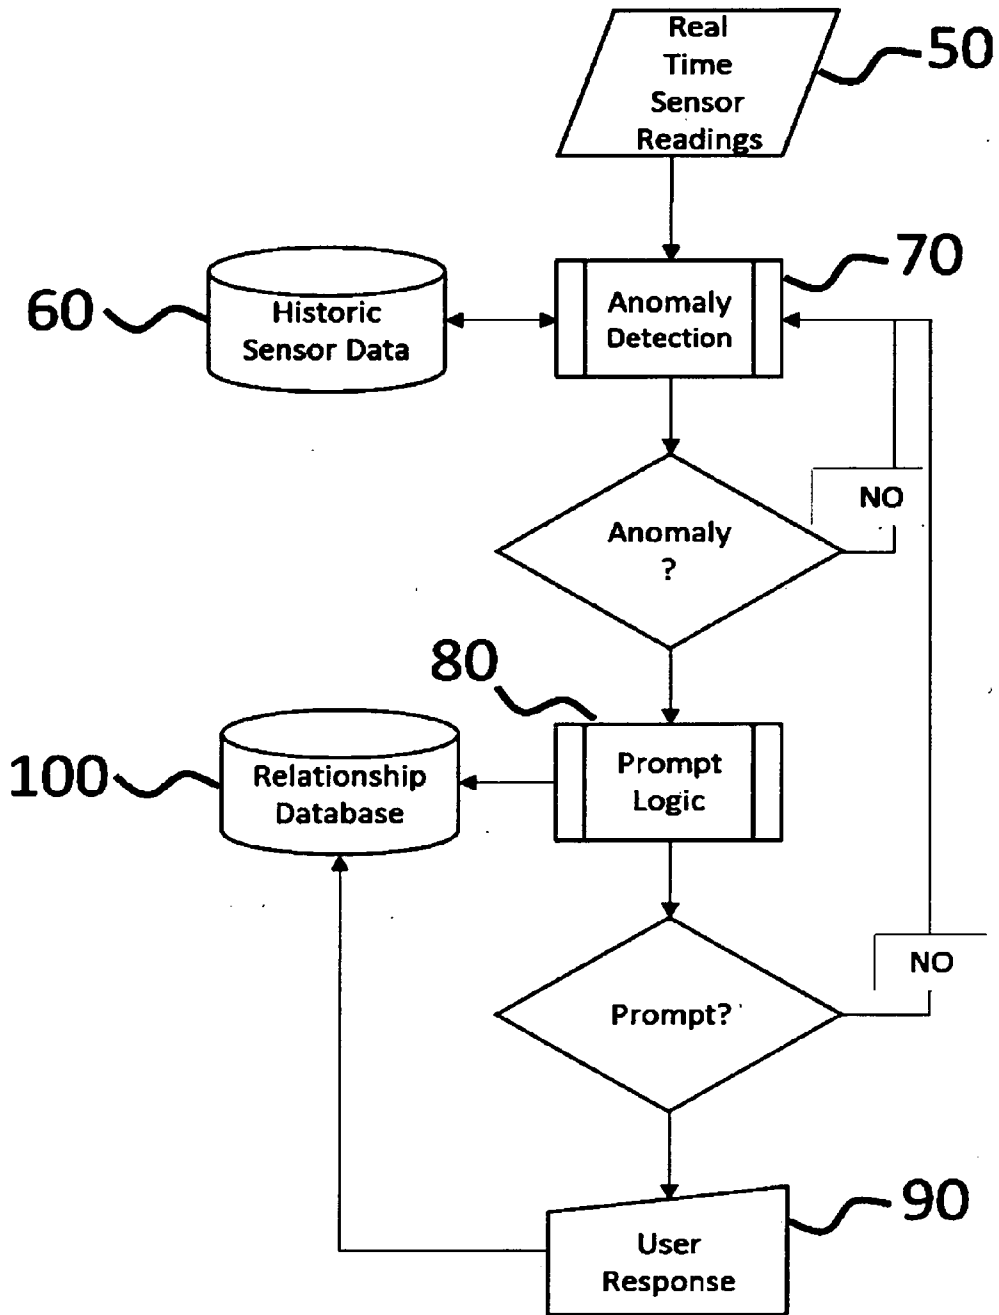 Real
Time
Sensor
Readings
50
70
60
Historic
Sensor Data
Anomaly
Detection
NO
Anomaly
?
80
100
Relationship
Database
Prompt
Logic
NO
Prompt?
90
User
Response